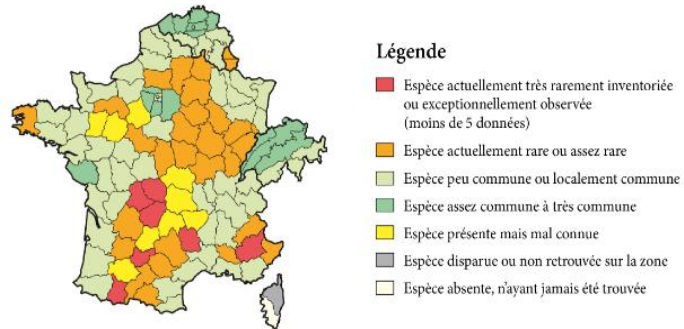 Légende
Espèce actuellement très rarement inventoriée
ou exceptionnellement observée
(moins de 5 données)
Espèce actuellement rare ou assez rare
Espèce peu commune ou localement commune
Espèce assez commune à très commune
Espèce présente mais mal connue
Espèce disparue ou non retrouvée sur la zone
Espèce absente, n'ayant jamais été trouvée